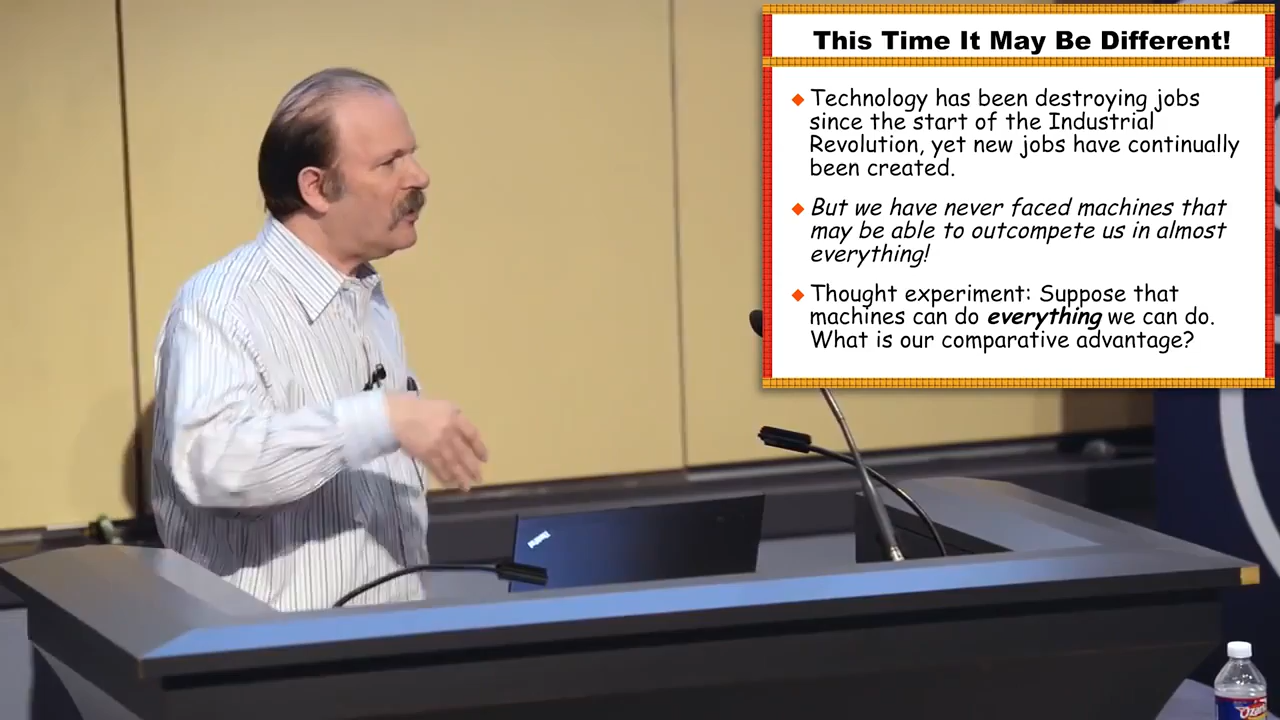 This Time It May Be Different!
Technology has been destroying jobs
since the start of the Industrial
Revolution, yet new jobs have continually
been created.
But we have never faced machines that
may be able to outcompete us in almost
everything!
Thought experiment: Suppose that
machines can do everything we can do.
What is our comparative advantage?